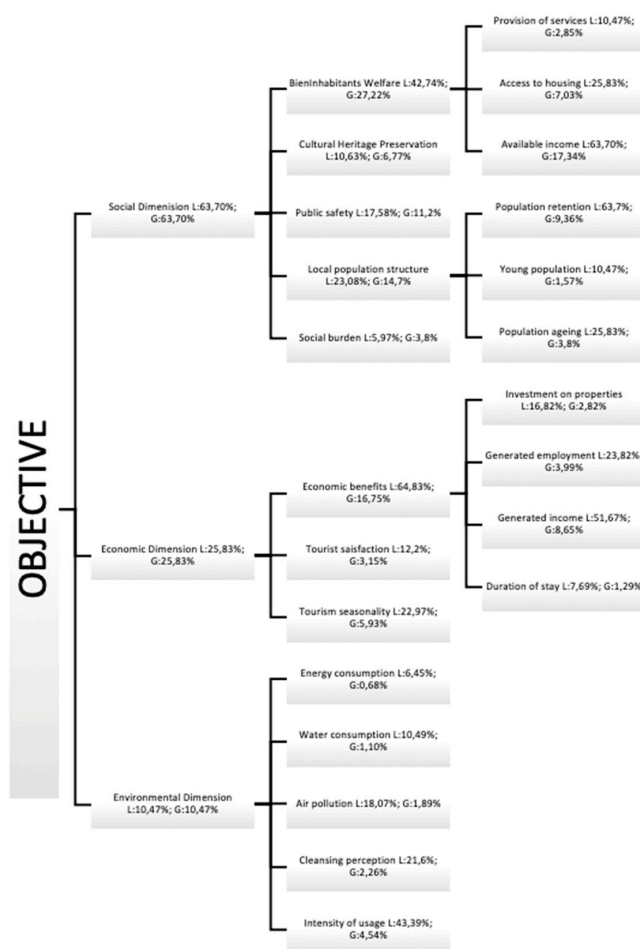 OBJECTIVE
Social Dimenision L:63,70%;
G:63,70%
BienInhabitants Welfare L:42,74%;
G:27,22%
Provision of services L:10,47%;
G:2,85%
Access to housing L:25,83%;
G:7,03%
Available income L:63,70%;
G:17,34%
Cultural Heritage Preservation
L:10,63%; G:6,77%
Public safety L:17,58%; G:11,2%
Local population structure
L:23,08%; G:14,7%
Population retention L:63,7%;
G:9,36%
Young population L:10,47%;
G:1,57%
Population ageing L:25,83%;
G:3,8%
Social burden L:5,97%; G:3,8%
Economic Dimension L:25,83%;
G:25,83%
Economic benefits L:64,83%;
G:16,75%
Investment on properties
L:16,82%; G:2,82%
Generated employment L:23,82%
G:3,99%
Generated income L:51,67%;
G:8,65%
Duration of stay L:7,69%; G:1,29%
Tourist saisfaction L:12,2%;
G:3,15%
Tourism seasonality L:22,97%;
G:5,93%
Environmental Dimension
L:10,47%; G:10,47%
Energy consumption L:6,45%;
G:0,68%
Water consumption L:10,49%;
G:1,10%
Air pollution L:18,07%; G:1,89%
Cleansing perception L:21,6%;
G:2,26%
Intensity of usage L:43,39%;
G:4,54%